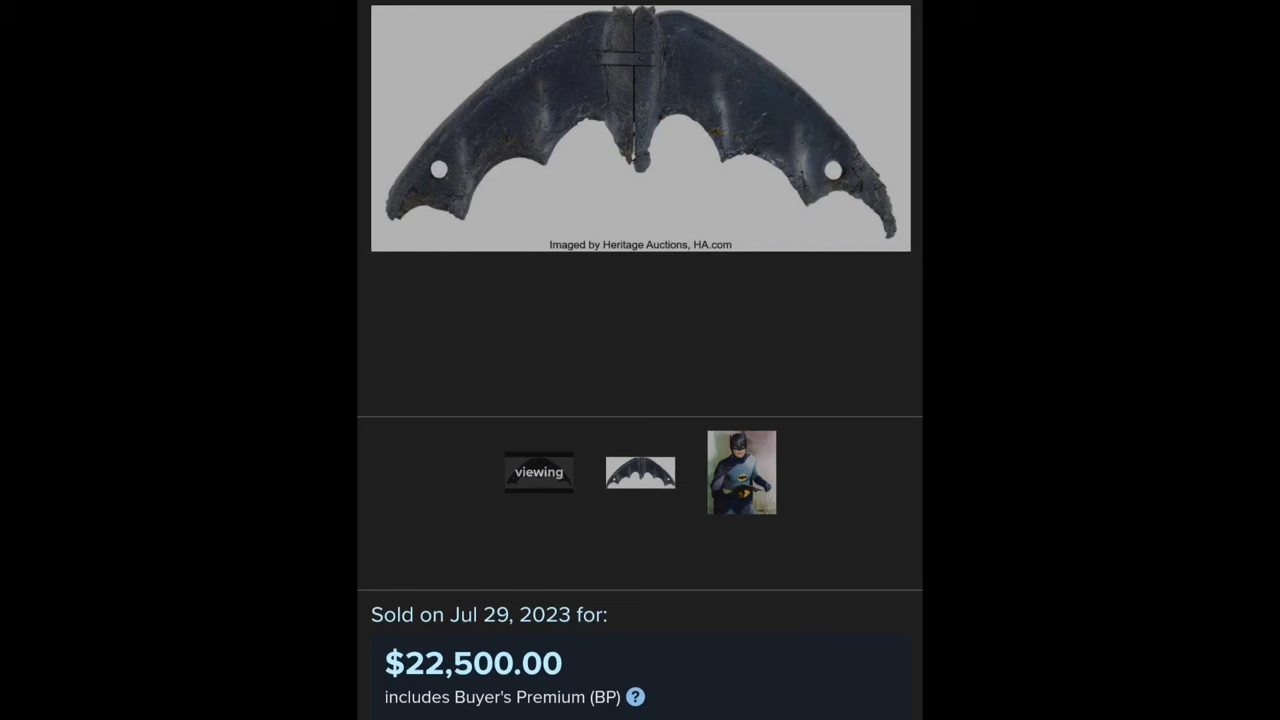 Imaged by Heritage Auctions, HA.com
viewing
Sold on Jul 29, 2023 for:
$22,500.00
includes Buyer's Premium (BP) ?